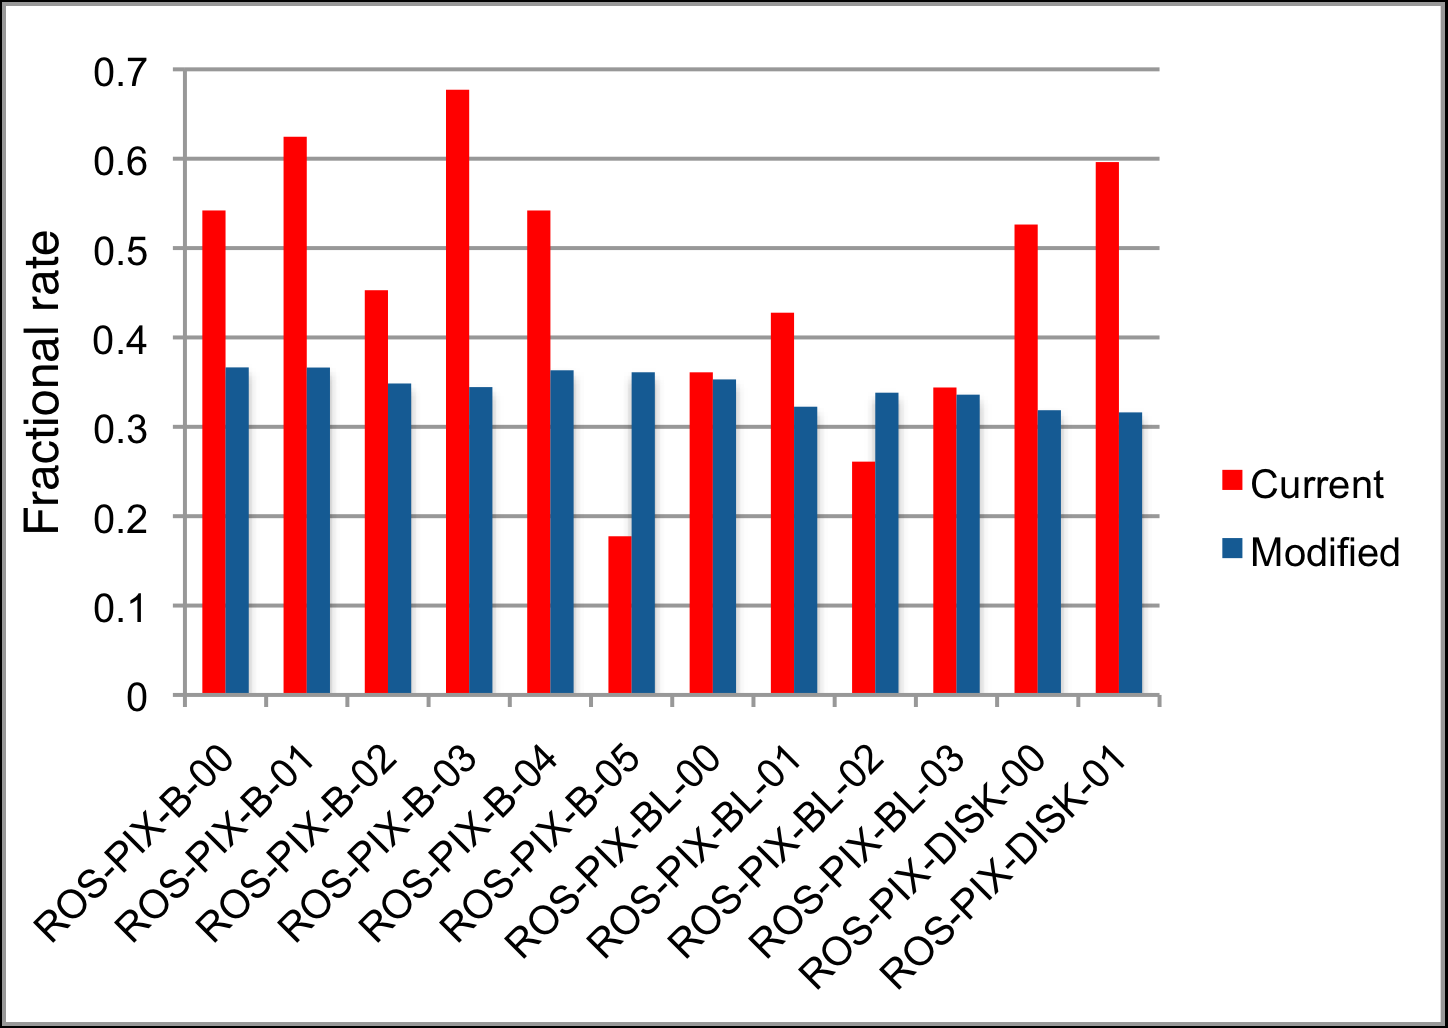 0.7
0.6
0.5
0.4
0.3
0.2
0.1
0
Fractional rate
ROS-PIX-B-00
ROS-PIX-B-01
ROS-PIX-B-02
ROS-PIX-B-03
ROS-PIX-B-04
ROS-PIX-B-05
ROS-PIX-BL-00
ROS-PIX-BL-01
ROS-PIX-BL-02
ROS-PIX-BL-03
ROS-PIX-DISK-00
ROS-PIX-DISK-01
Current
Modified